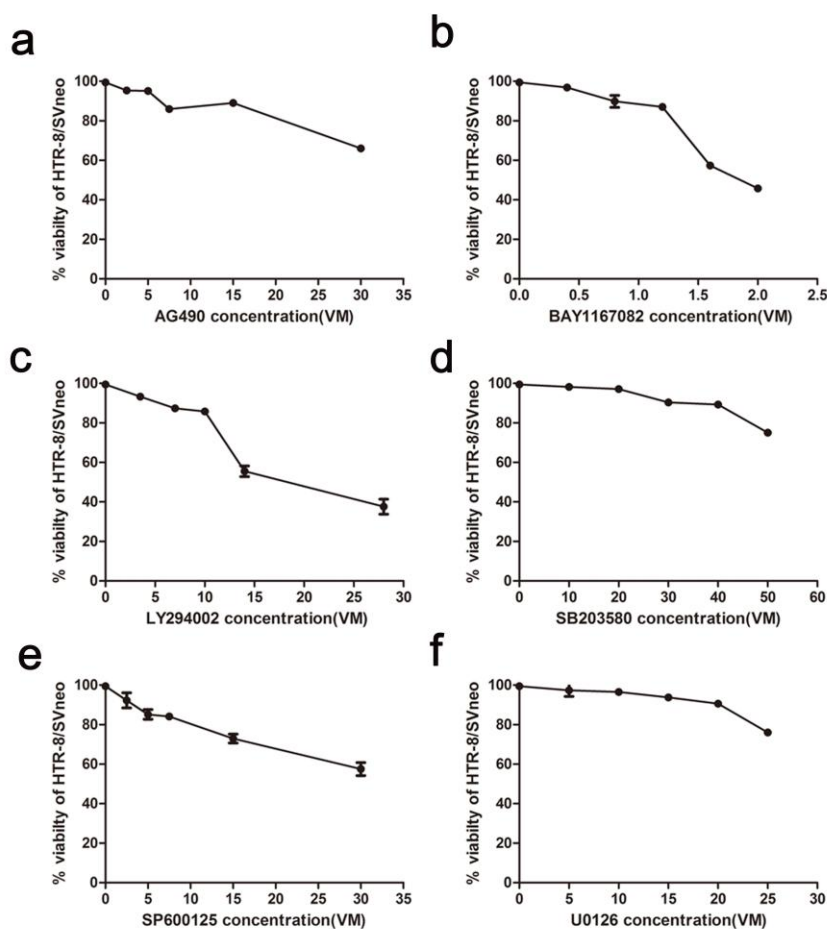 a
% viabilty of HTR-8/SVneo
100
80
60
40
20
0
0 5 10 15 20 25 30 35
AG490 concentration(VM)
b
% viabilty of HTR-8/SVneo
100
80
60
40
20
0
0.0 0.5 1.0 1.5 2.0 2.5
BAY1167082 concentration(VM)
c
% viabilty of HTR-8/SVneo
100
80
60
40
20
0
0 5 10 15 20 25 30
LY294002 concentration(VM)
d
% viabilty of HTR-8/SVneo
100
80
60
40
20
0
0 10 20 30 40 50 60
SB203580 concentration(VM)
e
% viabilty of HTR-8/SVneo
100
80
60
40
20
0
0 5 10 15 20 25 30 35
SP600125 concentration(VM)
f
% viabilty of HTR-8/SVneo
100
80
60
40
20
0
0 5 10 15 20 25 30
U0126 concentration(VM)